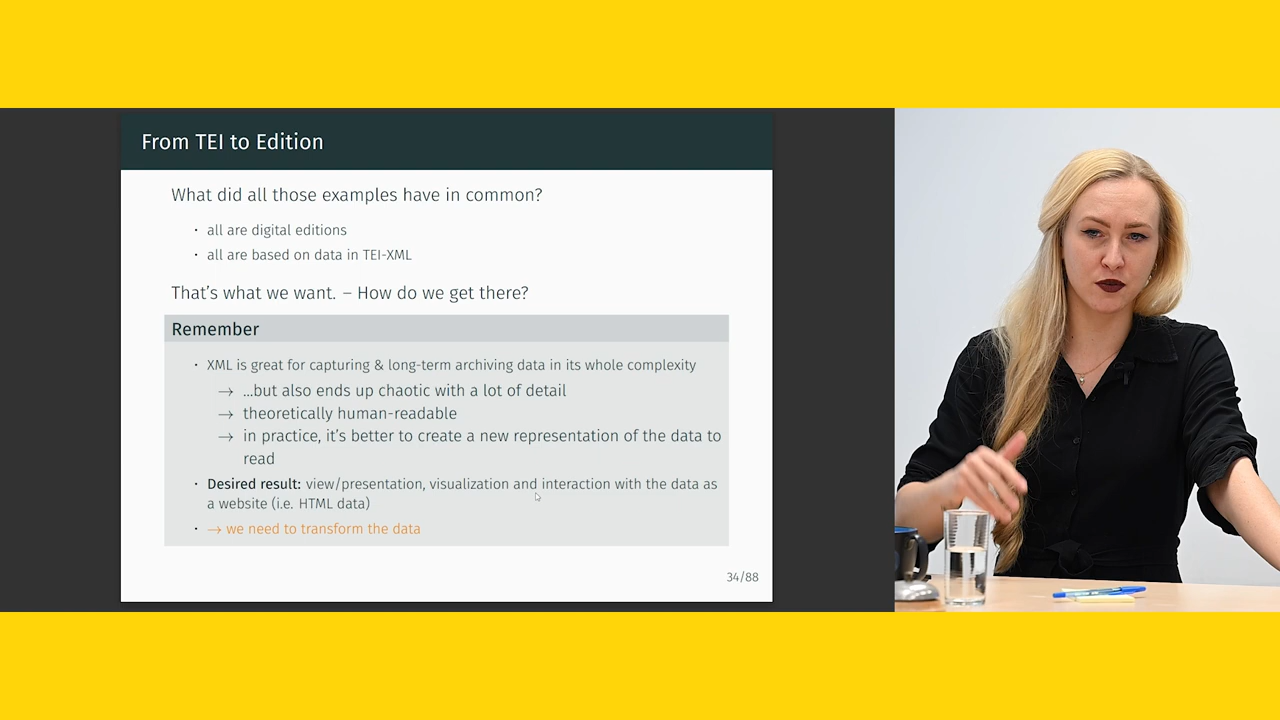 From TEI to Edition
What did all those examples have in common?
· all are digital editions
· all are based on data in TEI-XML
That's what we want. – How do we get there?
Remember
· XML is great for capturing & long-term archiving data in its whole complexity
→ ...but also ends up chaotic with a lot of detail
→ theoretically human-readable
→ in practice, it's better to create a new representation of the data to
read
· Desired result: view/presentation, visualization and interaction with the data as
a website (i.e. HTML data)
· → we need to transform the data
34/88